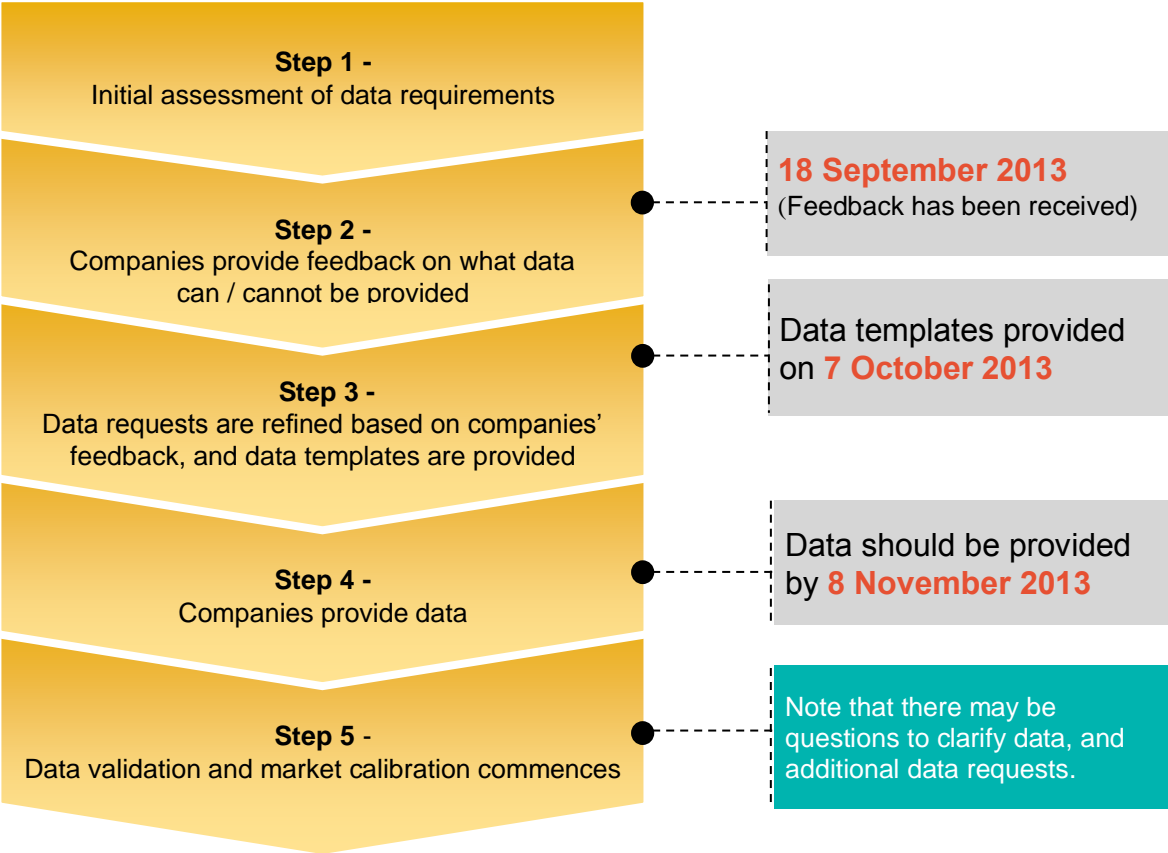 Step 1 -
Initial assessment of data requirements
18 September 2013
(Feedback has been received)
Step 2 -
Companies provide feedback on what data
can / cannot be provided
Data templates provided
on 7 October 2013
Step 3 -
Data requests are refined based on companies’
feedback, and data templates are provided
Data should be provided
by 8 November 2013
Step 4 -
Companies provide data
Note that there may be
questions to clarify data, and
additional data requests.
Step 5 -
Data validation and market calibration commences